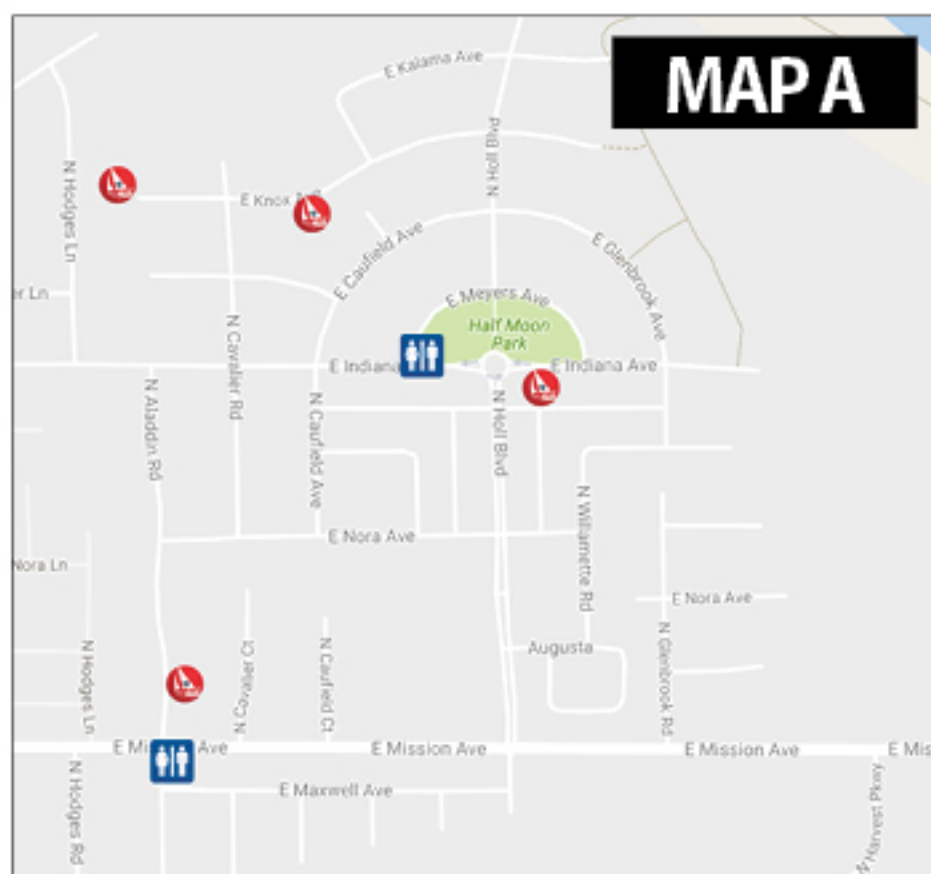 MAP A
E Kalama Ave
N Holl Blvd
N Hodges Ln
E Knox
E Caufield Ave
E Glenbrook Ave
er Ln
E Meyers Ave
Half Moon
Park
N Cavalier Rd
E Indiana
E Indiana Ave
N Aladdin Rd
N Caufield Ave
N Holl Blvd
E Nora Ave
N Willamette Rd
Nora Ln
E Nora Ave
N Hodges Ln
N Cavalier Ct
N Caufield Ct
Augusta
N Glenbrook Rd
Ave
E Mission Ave
E Mission Ave
E Mis
N Hodges Rd
E Maxwell Ave
N Harvest Pkwy